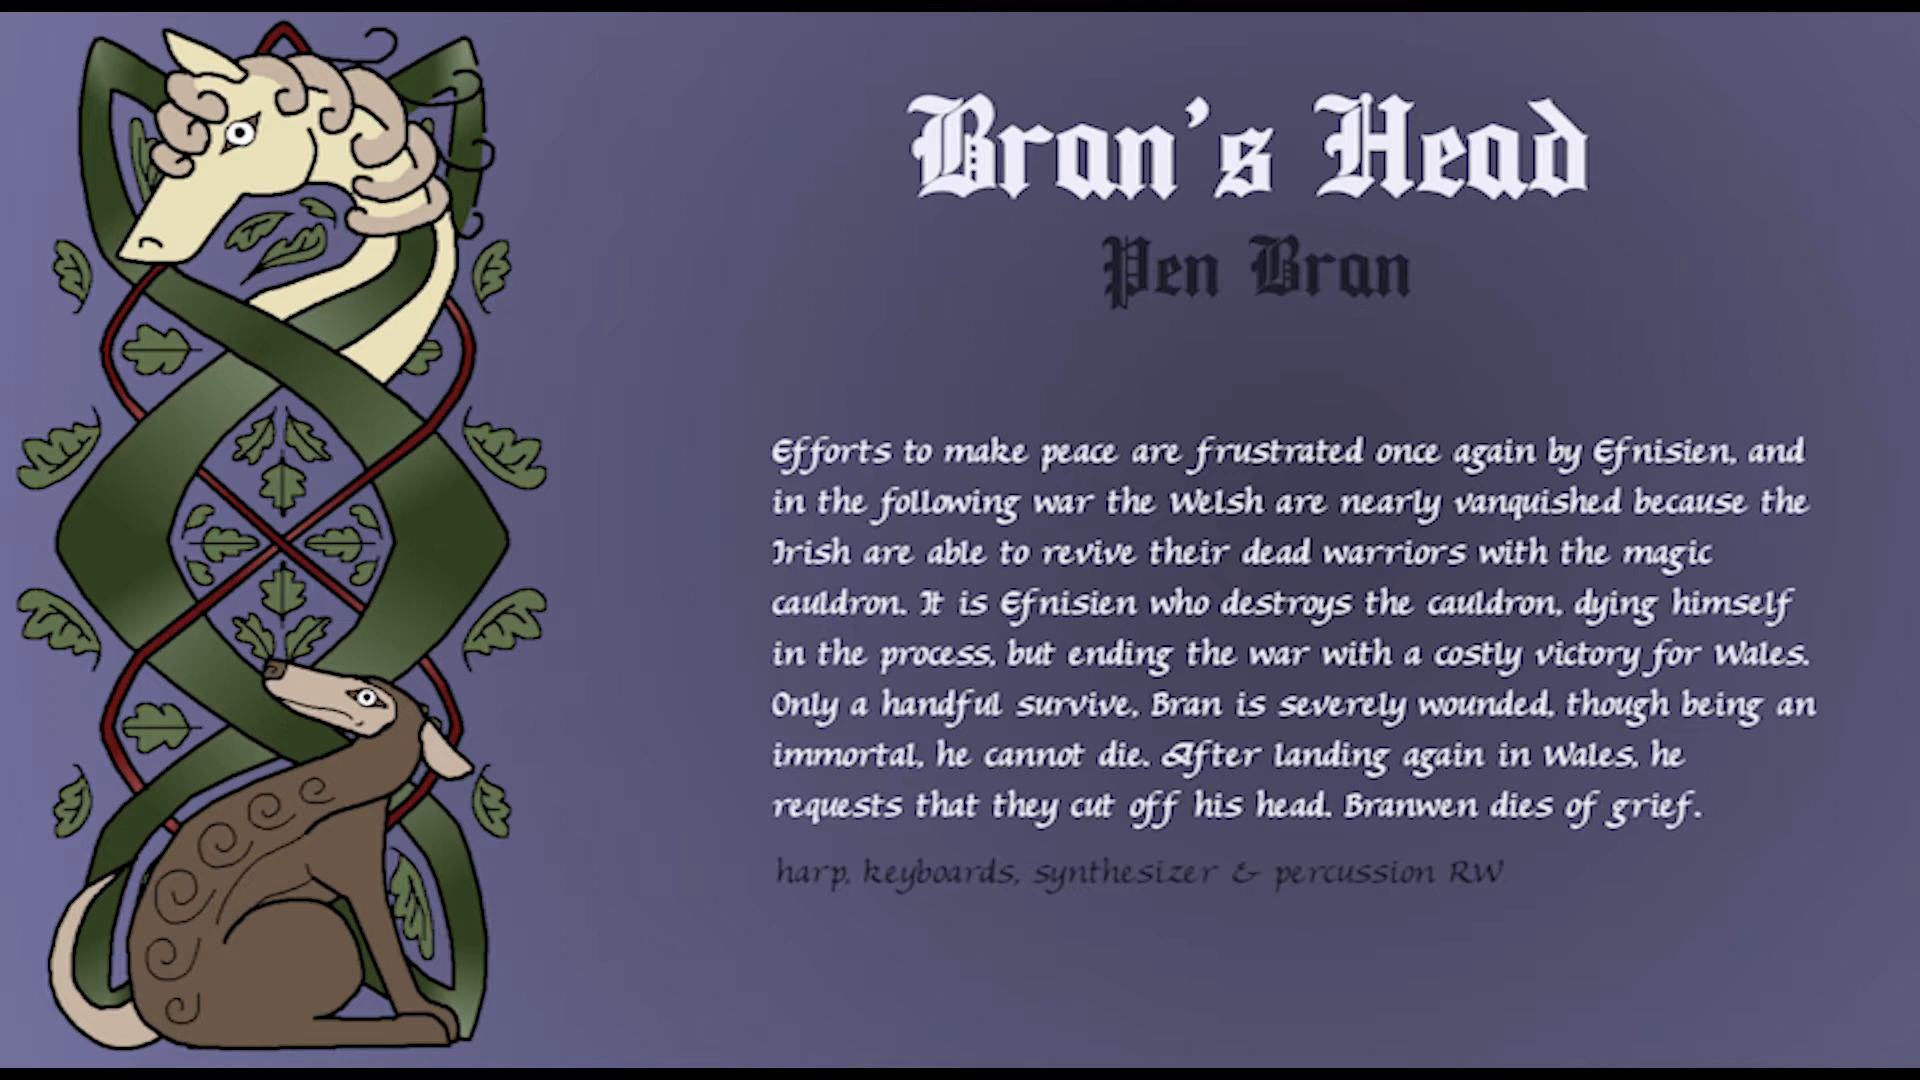 Bran's Head
Pen Bran
Efforts to make peace are frustrated once again by Efnisien, and
in the following war the Welsh are nearly vanquished because the
Irish are able to revive their dead warriors with the magic
cauldron. It is Efnisien who destroys the cauldron, dying himself
in the process, but ending the war with a costly victory for Wales.
Only a handful survive, Bran is severely wounded, though being an
immortal, he cannot die. After landing again in Wales, he
requests that they cut off his head. Branwen dies of grief.
harp, keyboards, synthesizer & percussion RW